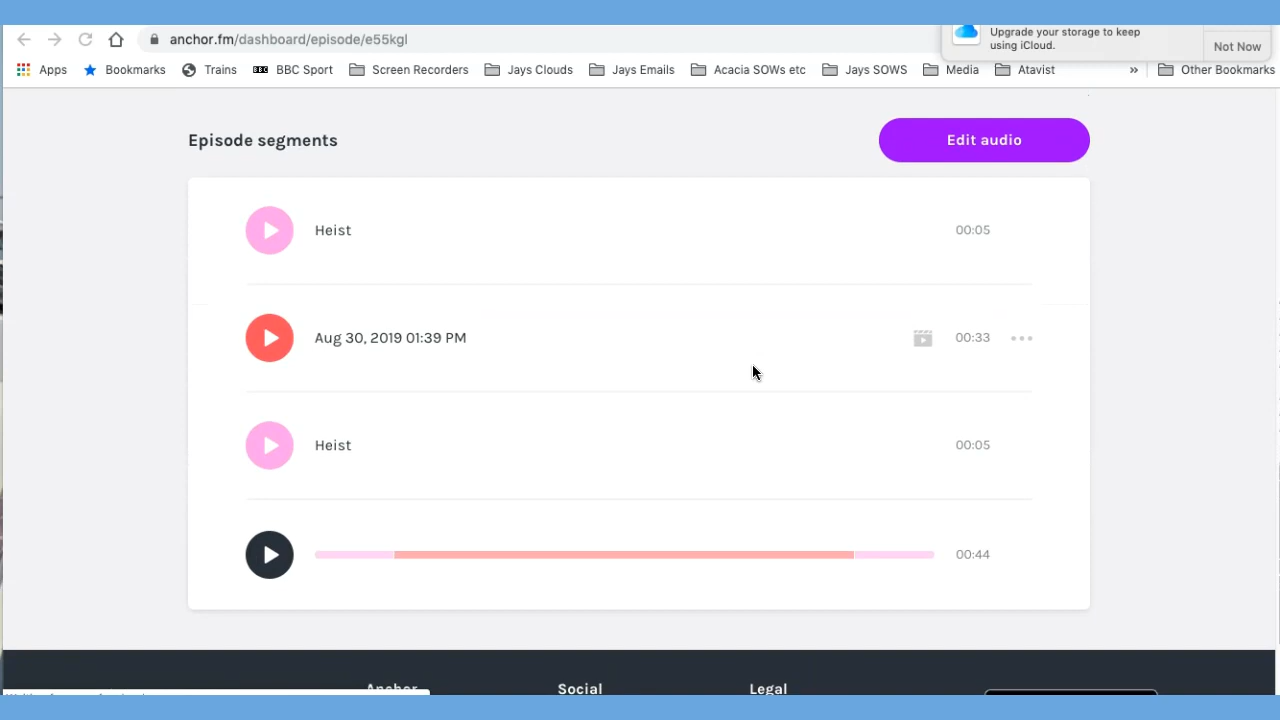 Upgrade your storage to keep
using iCloud.
Not Now
anchor.fm/dashboard/episode/e55kgl
Apps
Bookmarks
Trains
BBC
BBC Sport
Screen Recorders
Jays Clouds
Jays Emails
Acacia SOWs etc
Jays SOWS
Media
Atavist
»
Other Bookmarks
Episode segments
Edit audio
Heist
00:05
Aug 30, 2019 01:39 PM
00:33
Heist
00:05
00:44
Anchor
Social
Legal